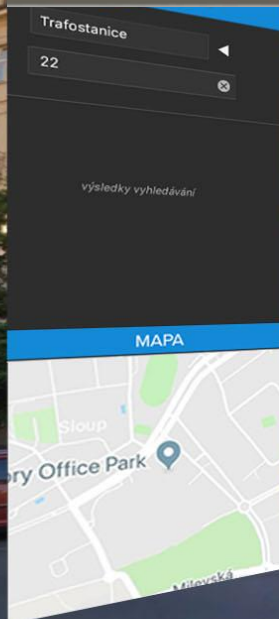 Trafostanice
22
výsledky vyhledávání
MAPA
Sloup
ry Office Park
Milevská